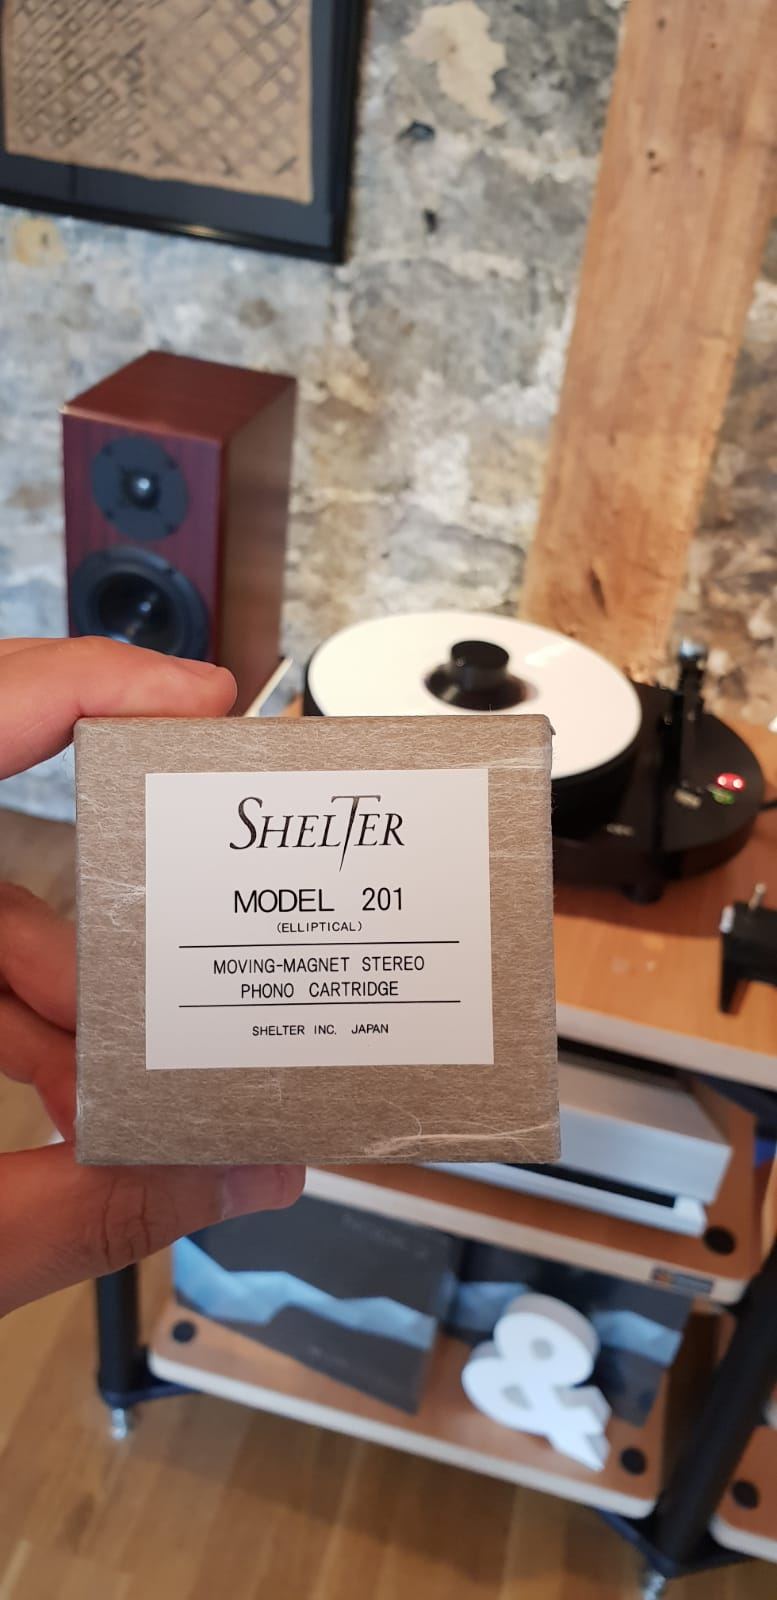 SHELTER
MODEL 201
(ELLIPTICAL)
MOVING-MAGNET STEREO
PHONO CARTRIDGE
SHELTER INC. JAPAN
&